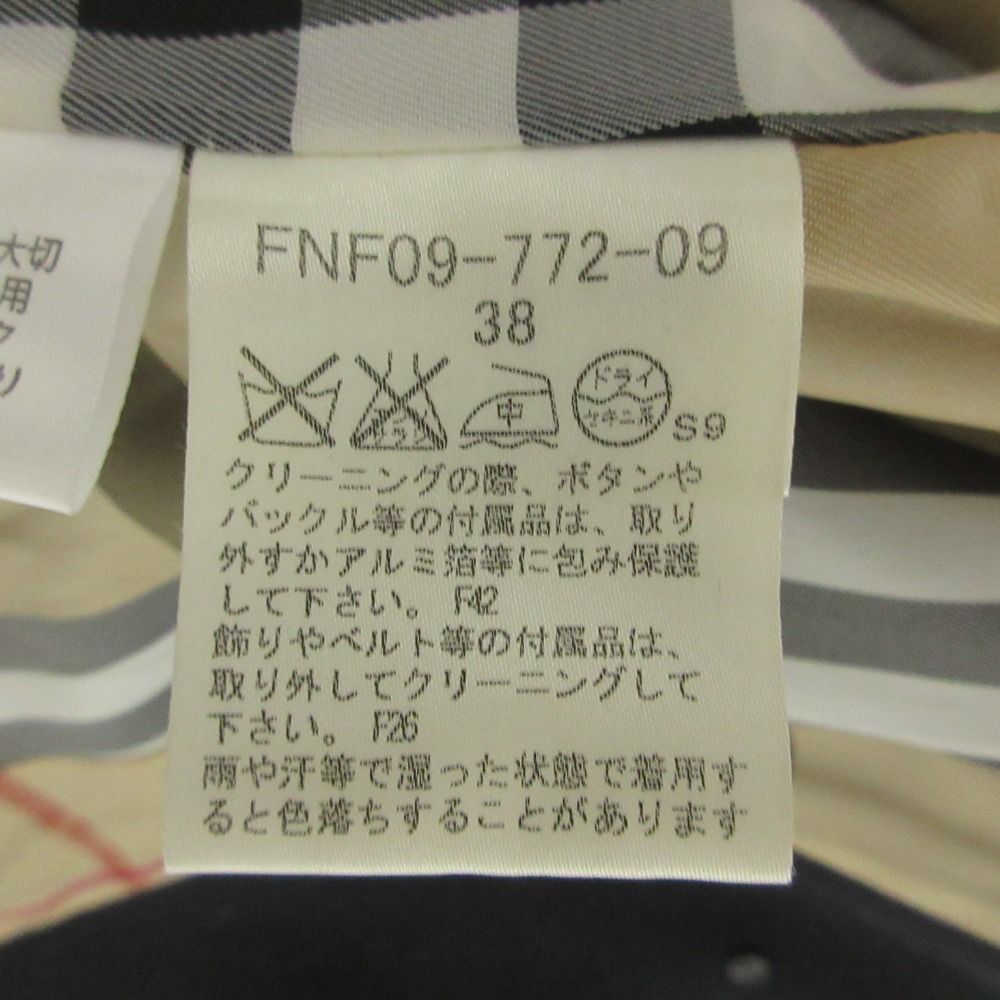 大切
用
ク
り
FNF09-772-09
38
中
ドライ
セキユ系
S9
クリーニングの際、ボタンや
バックル等の付属品は、取り
外すかアルミ箔等に包み保護
して下さい。 F42
飾りやベルト等の付属品は、
取り外してクリーニングして
下さい。 F26
雨や汗等で湿った状態で着用す
ると色落ちすることがあります